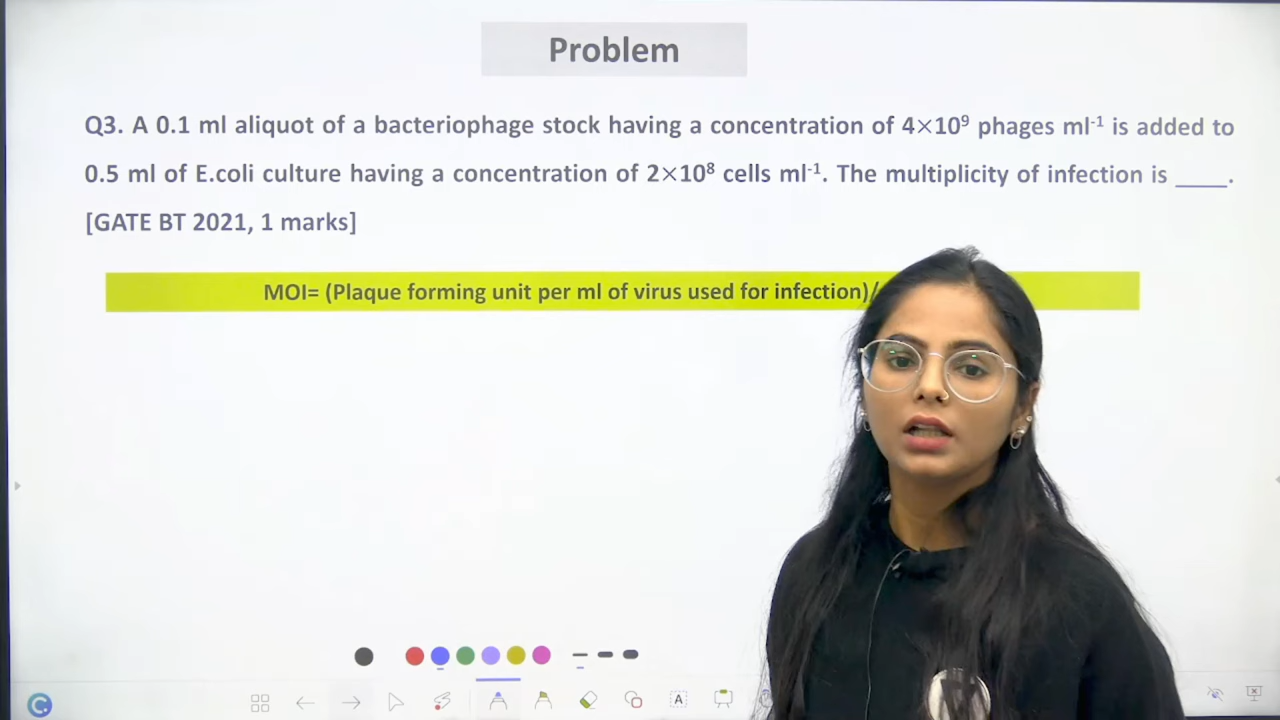 Problem
Q3. A 0.1 ml aliquot of a bacteriophage stock having a concentration of 4×10⁹ phages ml⁻¹ is added to
0.5 ml of E.coli culture having a concentration of 2×10⁸ cells ml⁻¹. The multiplicity of infection is ____.
[GATE BT 2021, 1 marks]
MOI= (Plaque forming unit per ml of virus used for infection)/
A